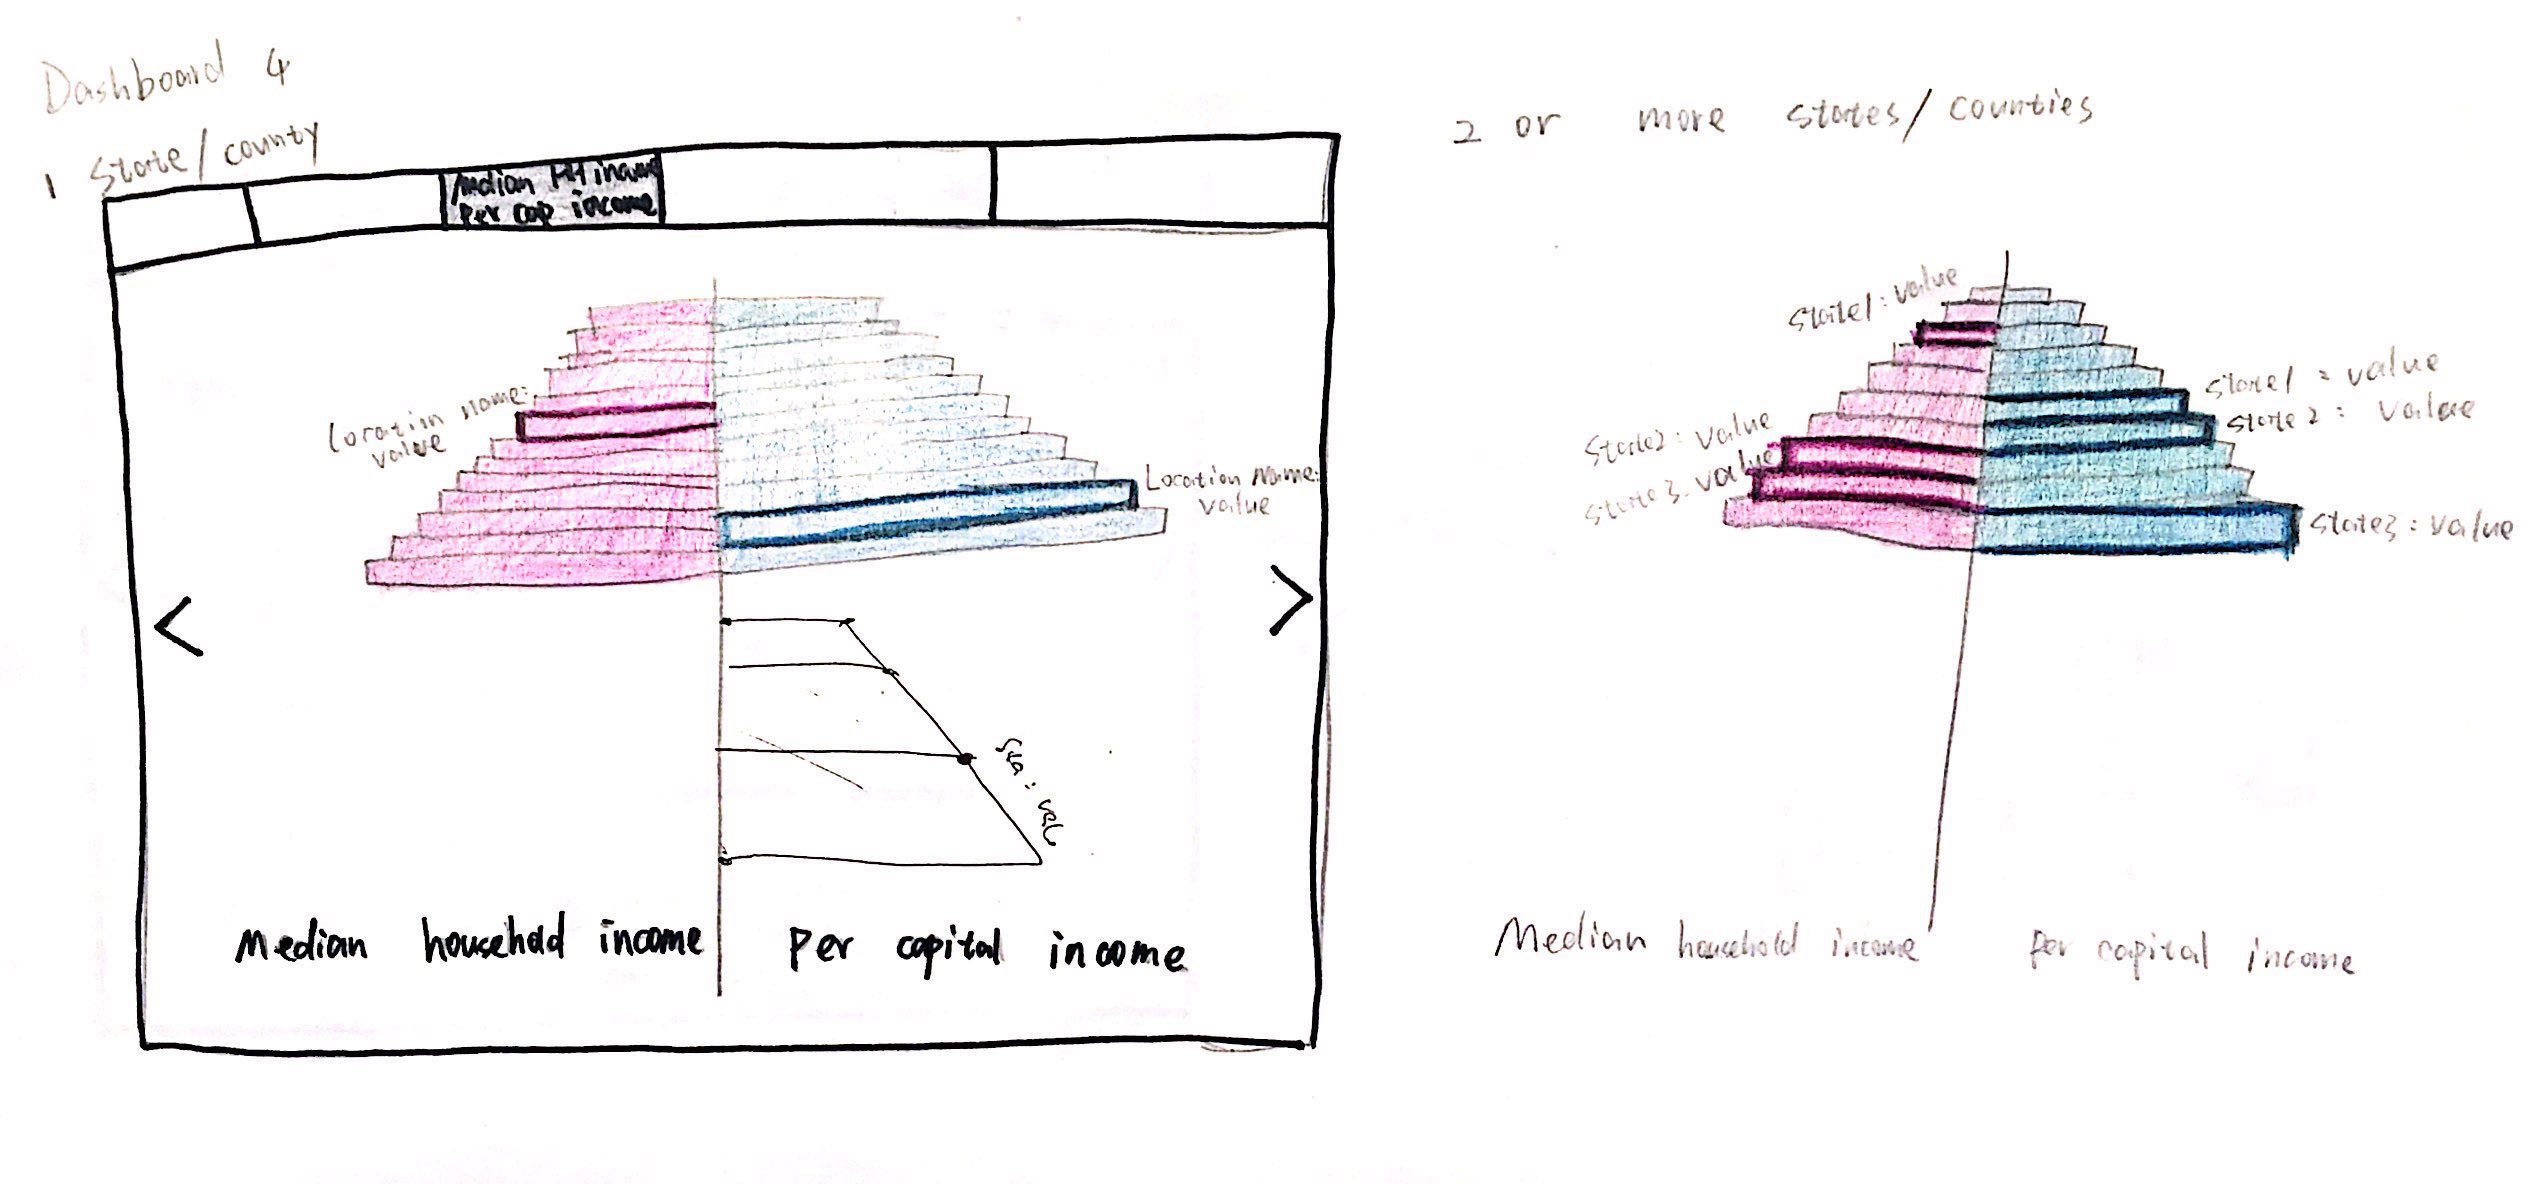 Dashboard 4
1 State/county
Median HH income
Per cap income
Location Name:
value
Location Name:
value
Sta: val
Median household income
Per capital income
2 or more states/counties
State1: value
State1: value
State2: value
State2: value
State3: value
State3: value
Median household income
Per capital income